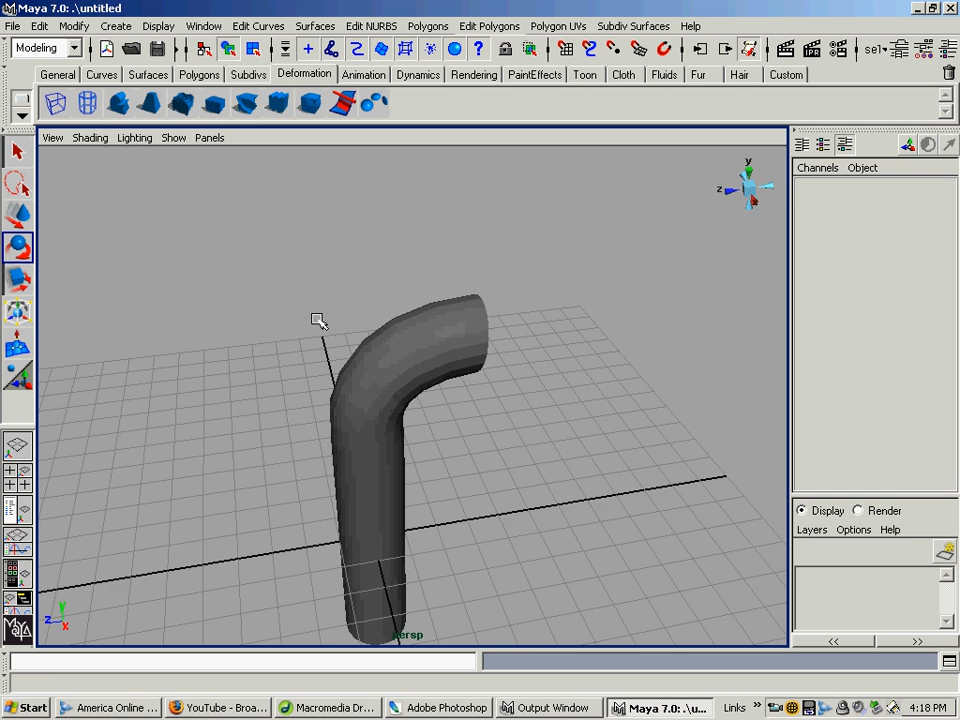 Maya 7.0: .\untitled
File Edit Modify Create Display Window Edit Curves Surfaces Edit NURBS Polygons Edit Polygons Polygon UVs Subdiv Surfaces Help
Modeling
sel
General Curves Surfaces Polygons Subdivs Deformation Animation Dynamics Rendering PaintEffects Toon Cloth Fluids Fur Hair Custom
View Shading Lighting Show Panels
Channels Object
y
z
Display Render
Layers Options Help
y
z
x
persp
MAYA
<< >>
Start America Online ... YouTube - Broa... Macromedia Dr... Adobe Photoshop Output Window Maya 7.0: .\u... Links » 4:18 PM